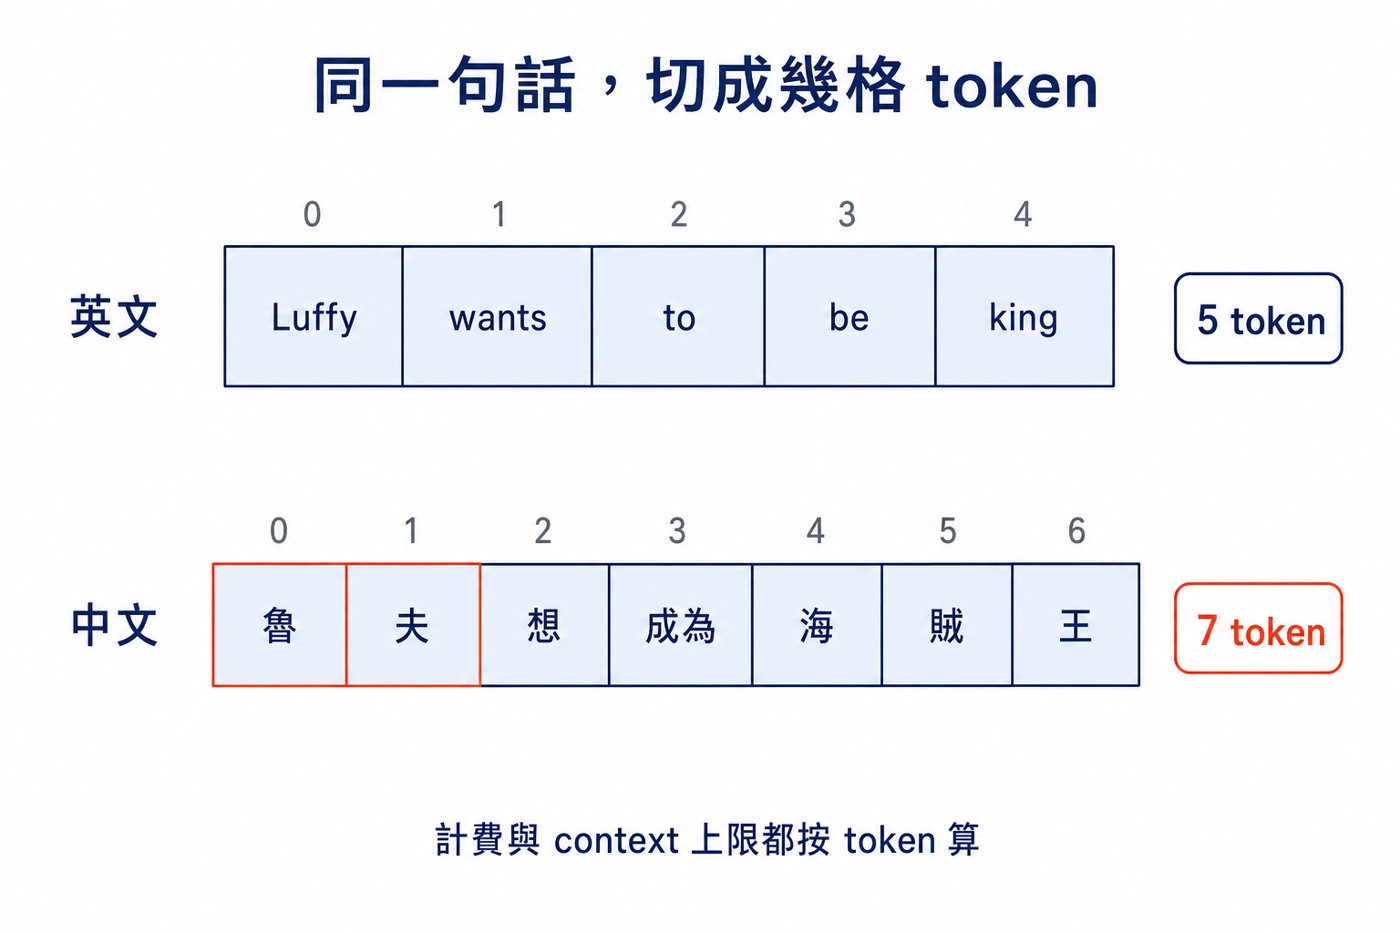 同一句話，切成幾格 token
0 1 2 3 4
英文 Luffy wants to be king 5 token
0 1 2 3 4 5 6
中文 魯 夫 想 成為 海 賊 王 7 token
計費與 context 上限都按 token 算